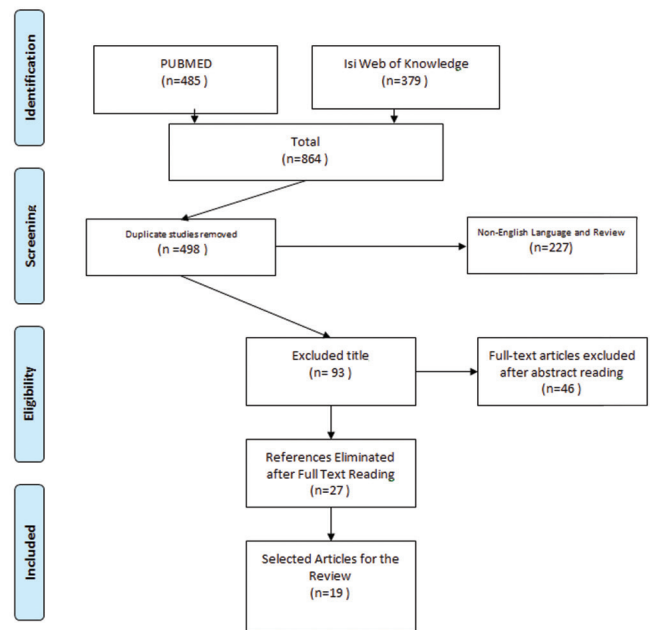 Identification
PUBMED
(n=485)
Isi Web of Knowledge
(n=379)
Total
(n=864 )
Screening
Duplicate studies removed
(n =498 )
Non-English Language and Review
(n=227)
Eligibility
Excluded title
(n= 93 )
Full-text articles excluded
after abstract reading
(n=46 )
References Eliminated
after Full Text Reading
(n=27 )
Included
Selected Articles for the
Review
(n=19 )